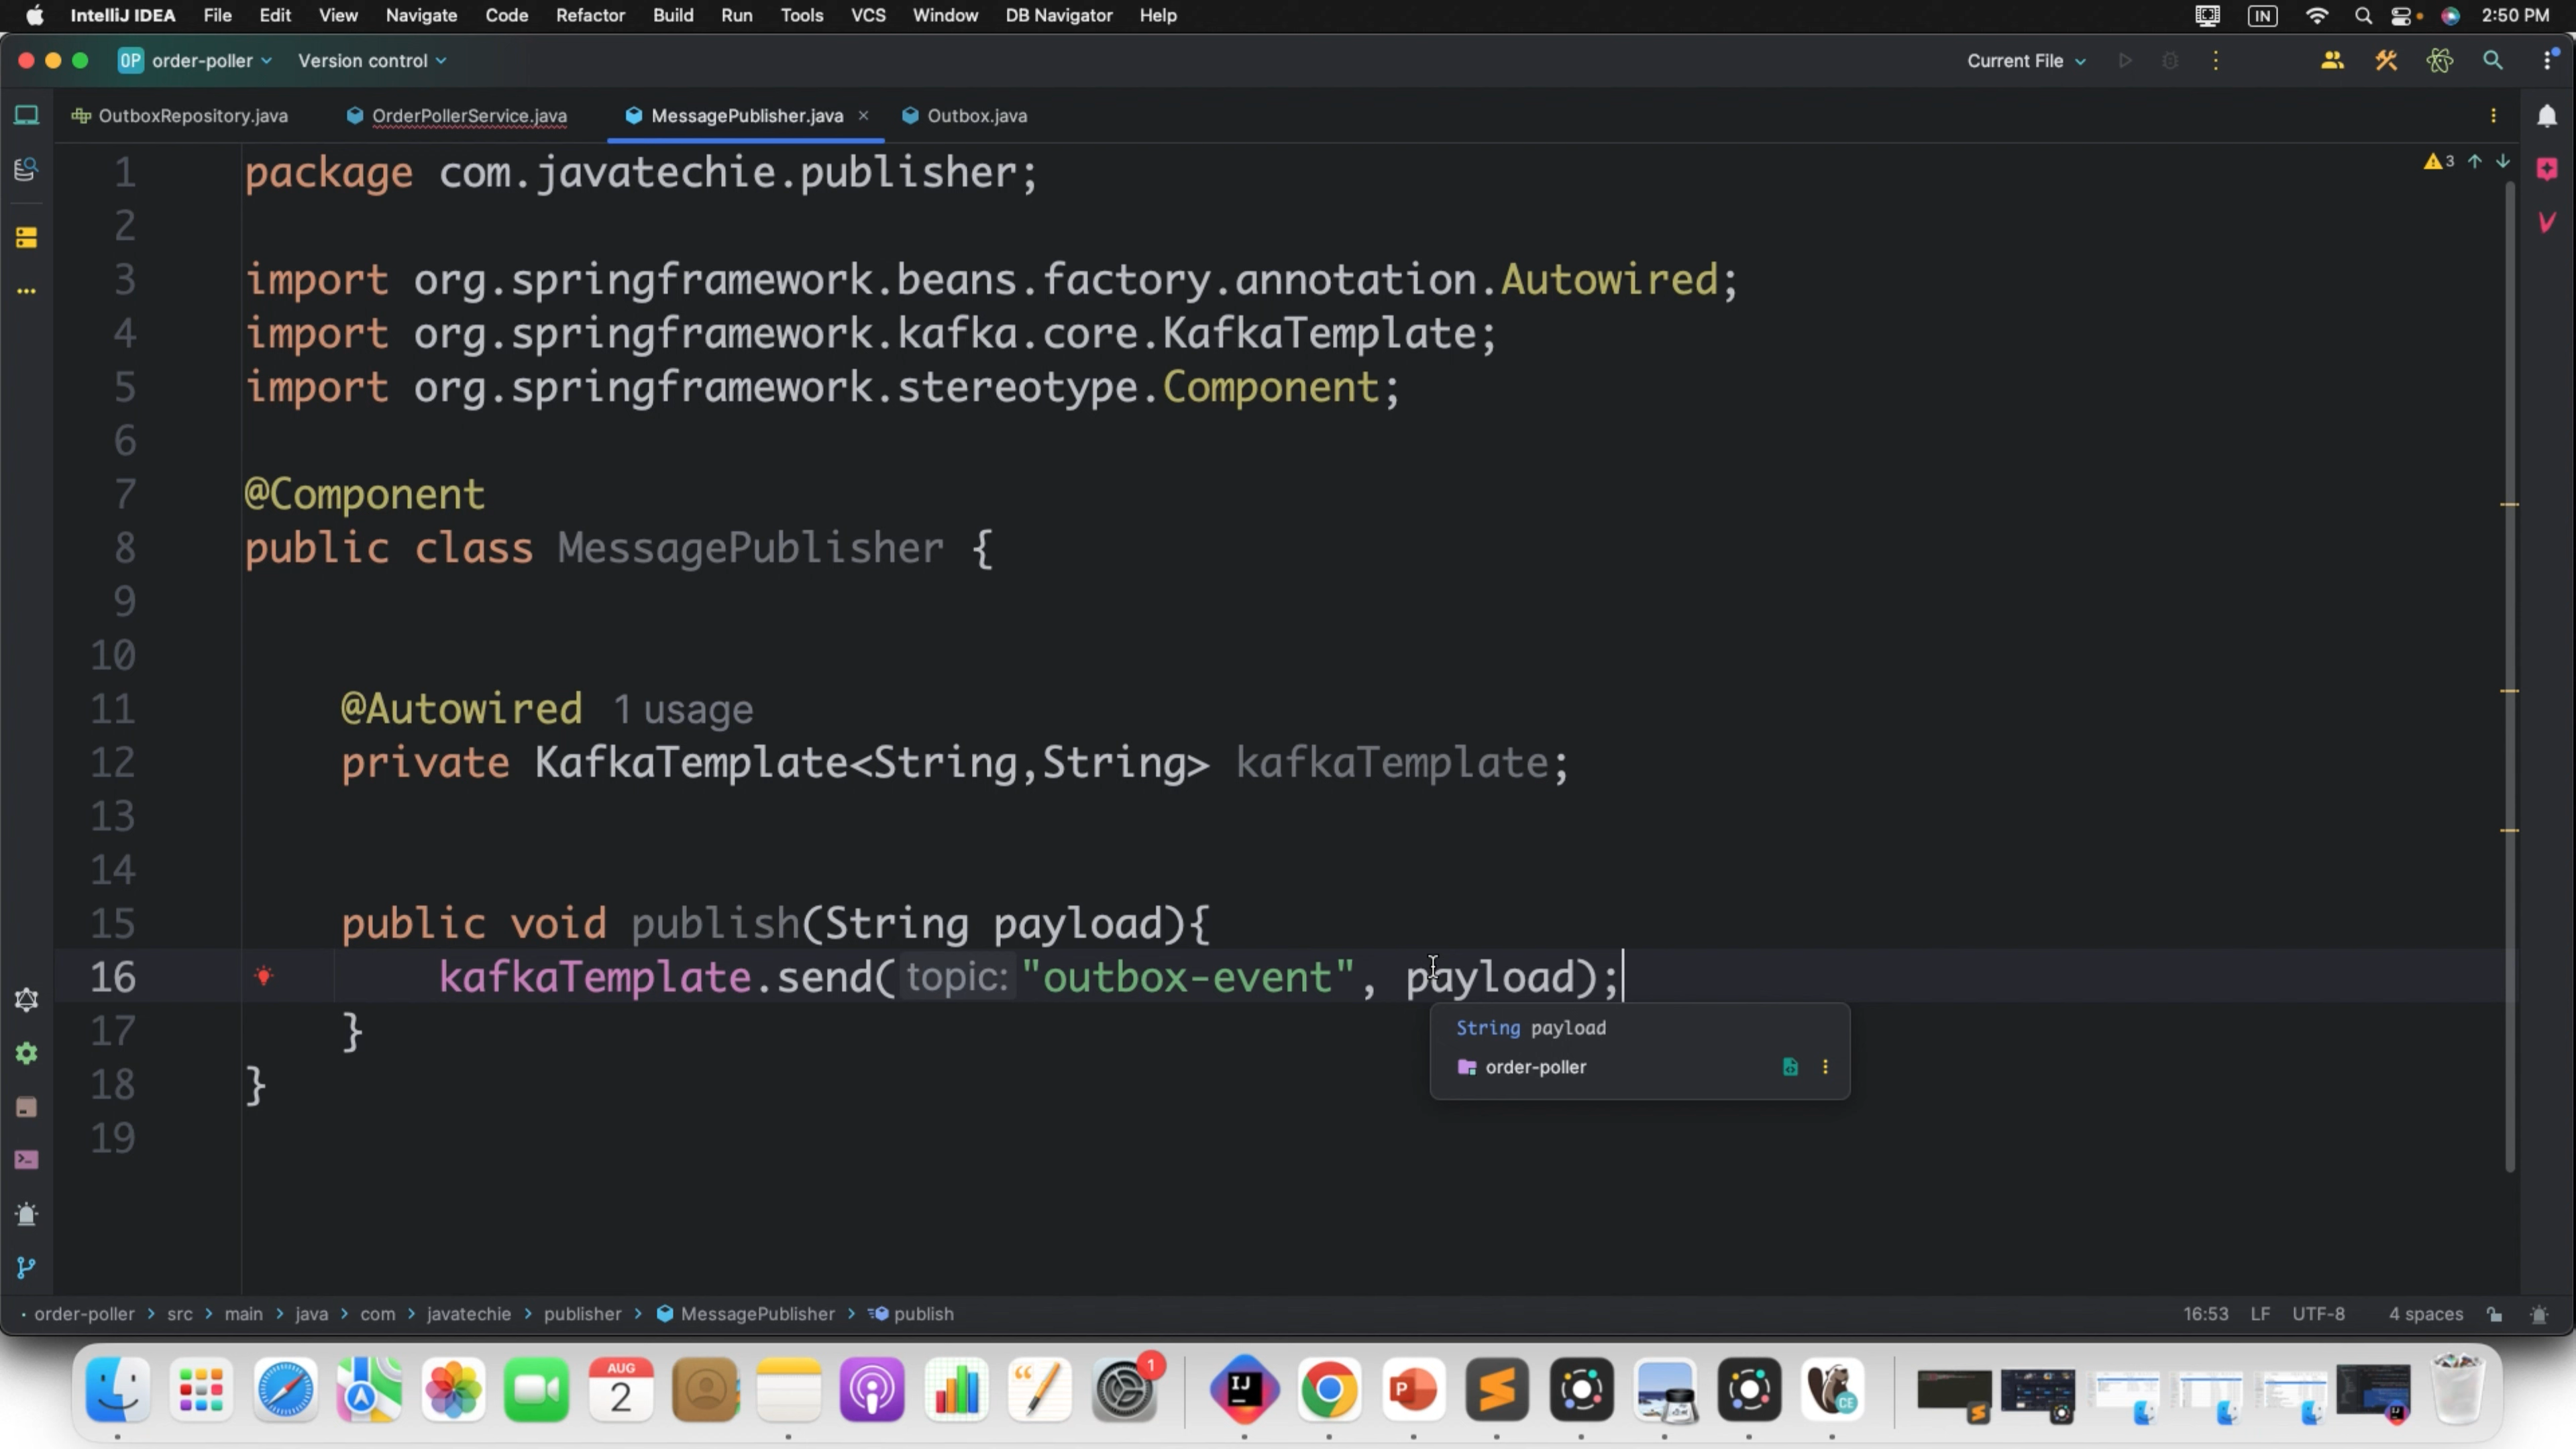 IntelliJ IDEA File Edit View Navigate Code Refactor Build Run Tools VCS Window DB Navigator Help IN 2:50 PM
OP order-poller Version control Current File
OutboxRepository.java OrderPollerService.java MessagePublisher.java Outbox.java
3
1 package com.javatechie.publisher;
2
3 import org.springframework.beans.factory.annotation.Autowired;
4 import org.springframework.kafka.core.KafkaTemplate;
5 import org.springframework.stereotype.Component;
6
7 @Component
8 public class MessagePublisher {
9
10
11 @Autowired 1 usage
12 private KafkaTemplate<String,String> kafkaTemplate;
13
14
15 public void publish(String payload){
16 kafkaTemplate.send(topic: "outbox-event", payload);
17 }
String payload
order-poller
18 }
19
order-poller > src > main > java > com > javatechie > publisher > MessagePublisher > publish 16:53 LF UTF-8 4 spaces
AUG
2
1
IJ
P
CE